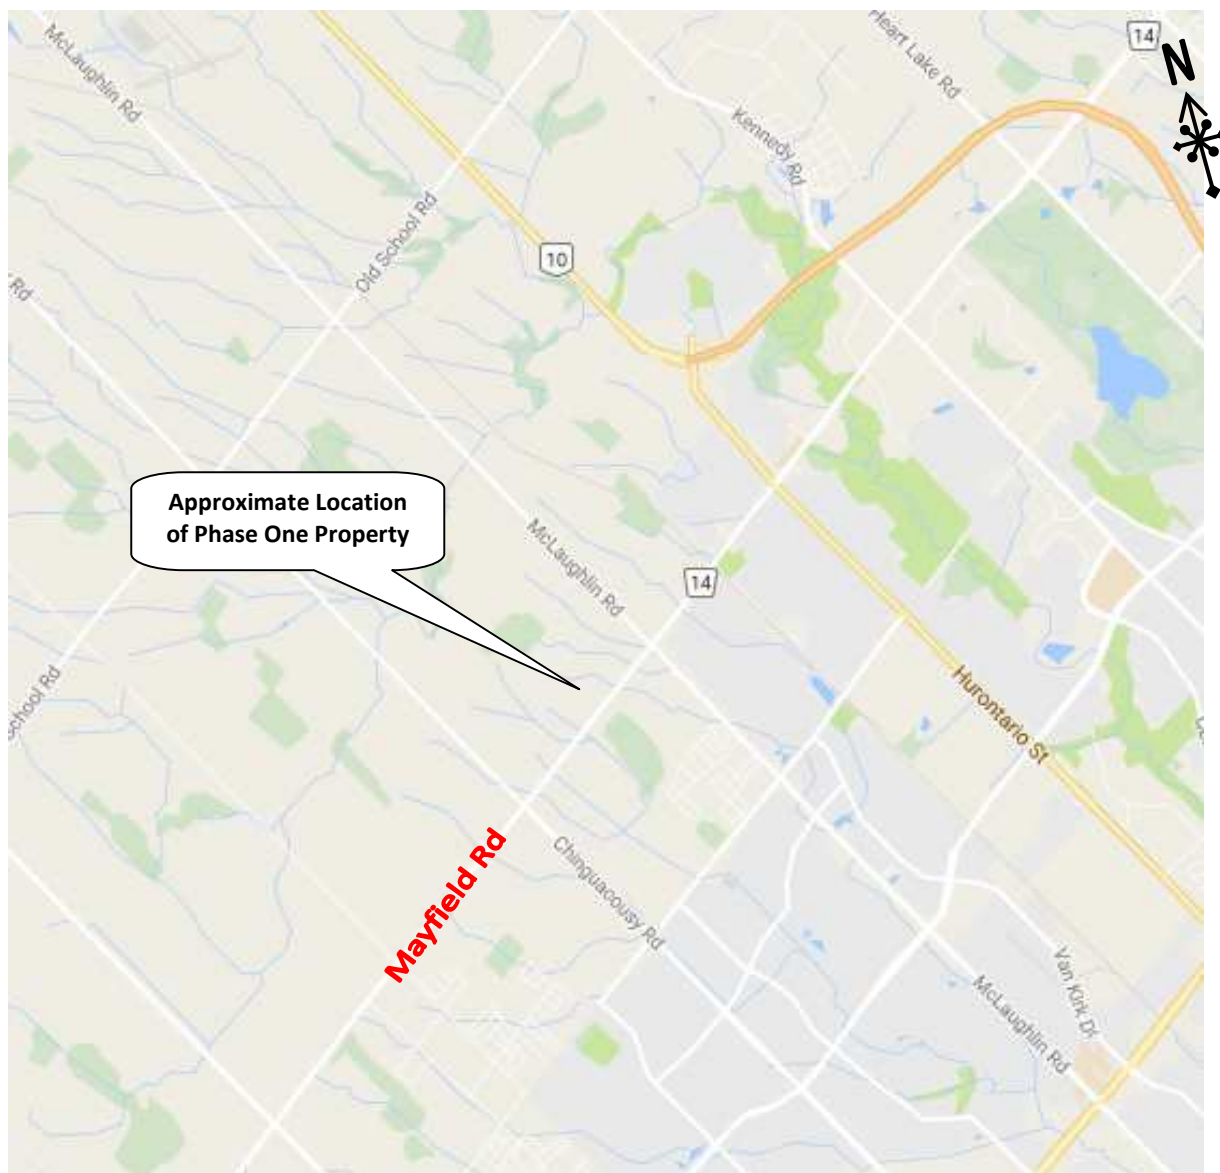 McLaughlin Rd
Heart Lake Rd
14
N
Kennedy Rd
Old School Rd
10
Rd
Approximate Location
of Phase One Property
McLaughlin Rd
14
School Rd
Hurontario St
Mayfield Rd
Chinguacousy Rd
Van Kirk Dr
McLaughlin Rd